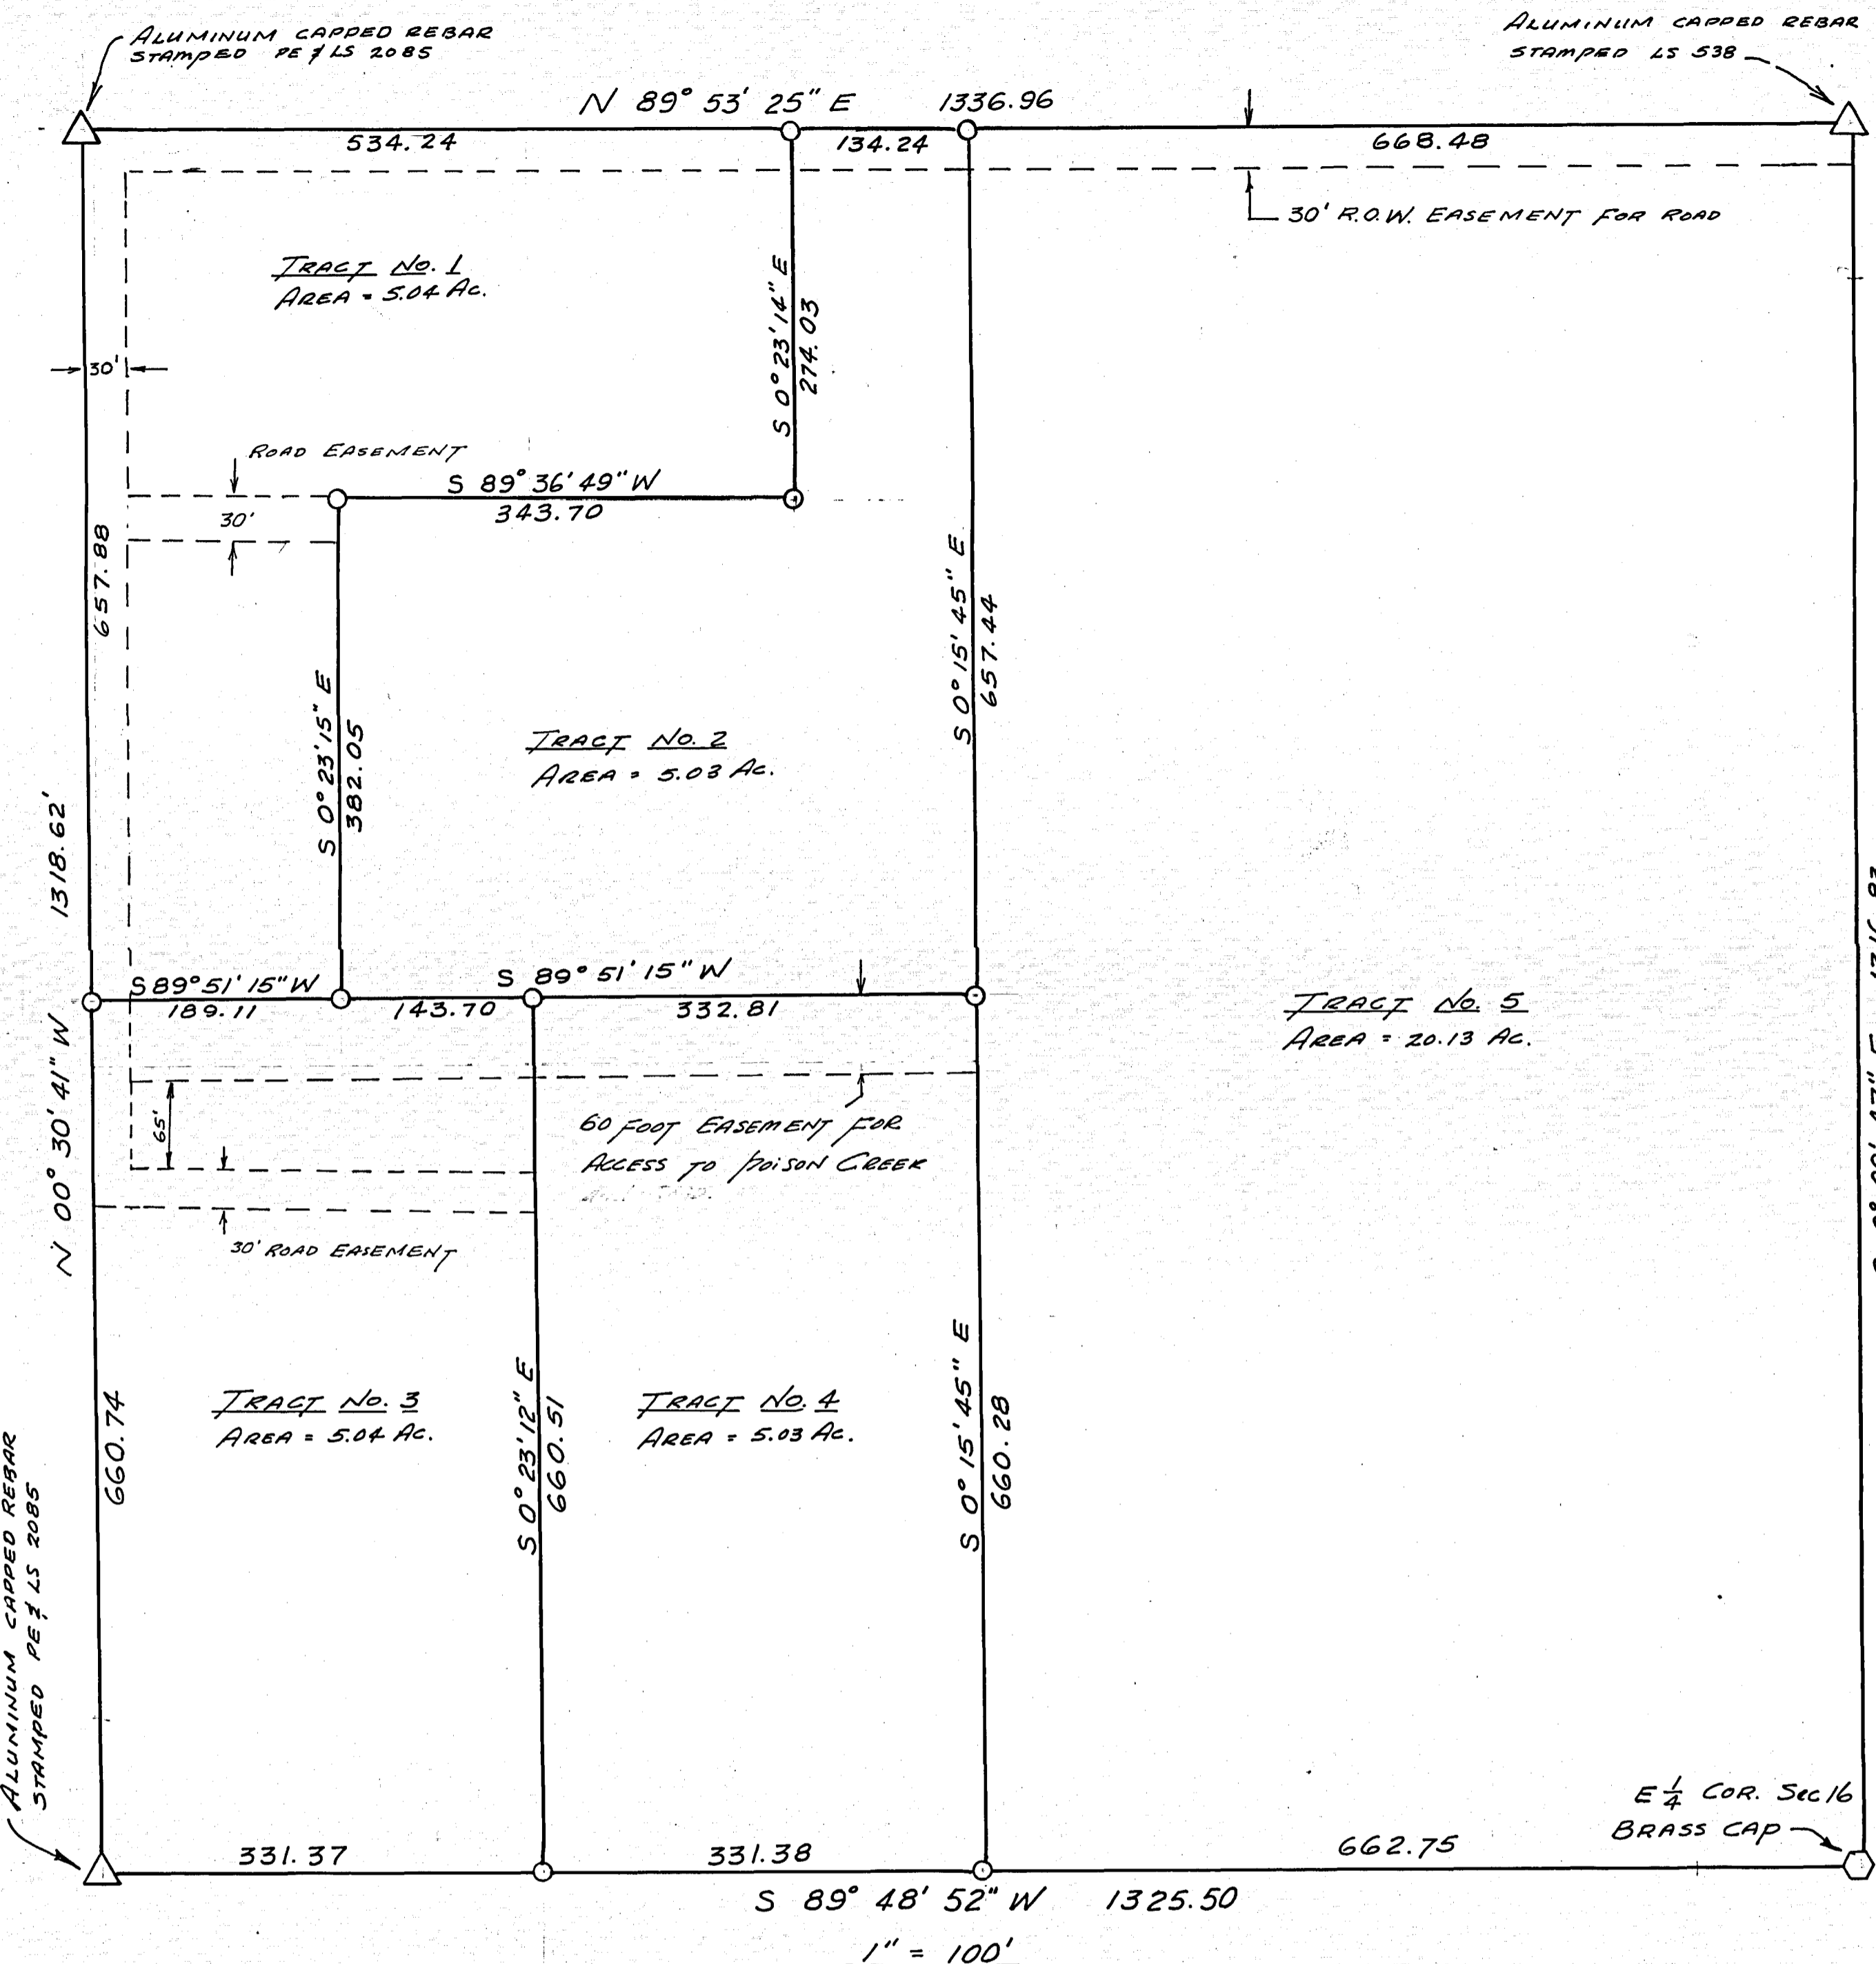 ALUMINUM CAPPED REBAR
STAMPED PE & LS 2085
ALUMINUM CAPPED REBAR
STAMPED LS 538
N 89° 53' 25" E 1336.96
534.24
134.24
668.48
30' R.O.W. EASEMENT FOR ROAD
TRACT No. 1
AREA = 5.04 AC.
S 0° 23' 14" E
274.03
30'
ROAD EASEMENT
30'
S 89° 36' 49" W
343.70
657.88
S 0° 15' 45" E
657.44
S 0° 23' 15" E
382.05
TRACT No. 2
AREA = 5.03 AC.
N 00° 30' 41" W 1318.62'
S 89° 51' 15" W
189.11
S 89° 51' 15" W
143.70
332.81
TRACT No. 5
AREA = 20.13 AC.
65'
60 FOOT EASEMENT FOR
ACCESS TO POISON CREEK
30' ROAD EASEMENT
TRACT No. 3
AREA = 5.04 AC.
TRACT No. 4
AREA = 5.03 AC.
660.74
S 0° 23' 12" E
660.51
S 0° 15' 45" E
660.28
ALUMINUM CAPPED REBAR
STAMPED PE & LS 2085
E 1/4 COR. Sec 16
BRASS CAP
331.37
331.38
662.75
S 89° 48' 52" W 1325.50
1" = 100'